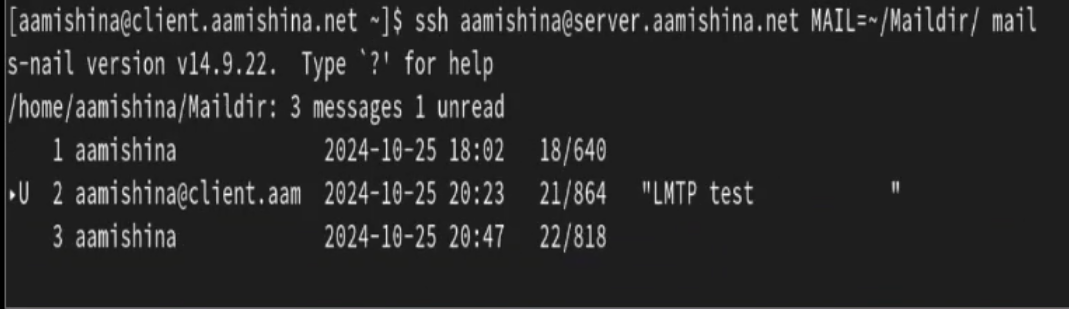 [aamishina@client.aamishina.net ~]$ ssh aamishina@server.aamishina.net MAIL=~/Maildir/ mail
s-nail version v14.9.22.  Type `?' for help
/home/aamishina/Maildir: 3 messages 1 unread
    1 aamishina             2024-10-25 18:02   18/640
▸U  2 aamishina@client.aam  2024-10-25 20:23   21/864   "LMTP test            "
    3 aamishina             2024-10-25 20:47   22/818